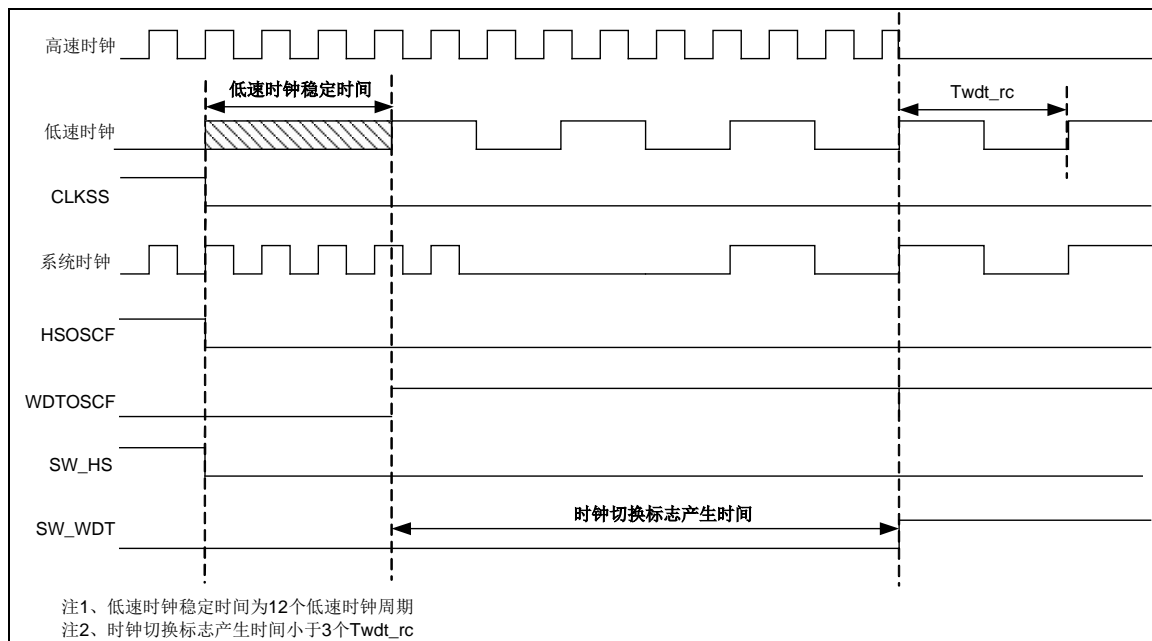 高速时钟
低速时钟稳定时间
Twdt_rc
低速时钟
CLKSS
系统时钟
HSOSCF
WDTOSCF
SW_HS
时钟切换标志产生时间
SW_WDT
注1、低速时钟稳定时间为12个低速时钟周期
注2、时钟切换标志产生时间小于3个Twdt_rc